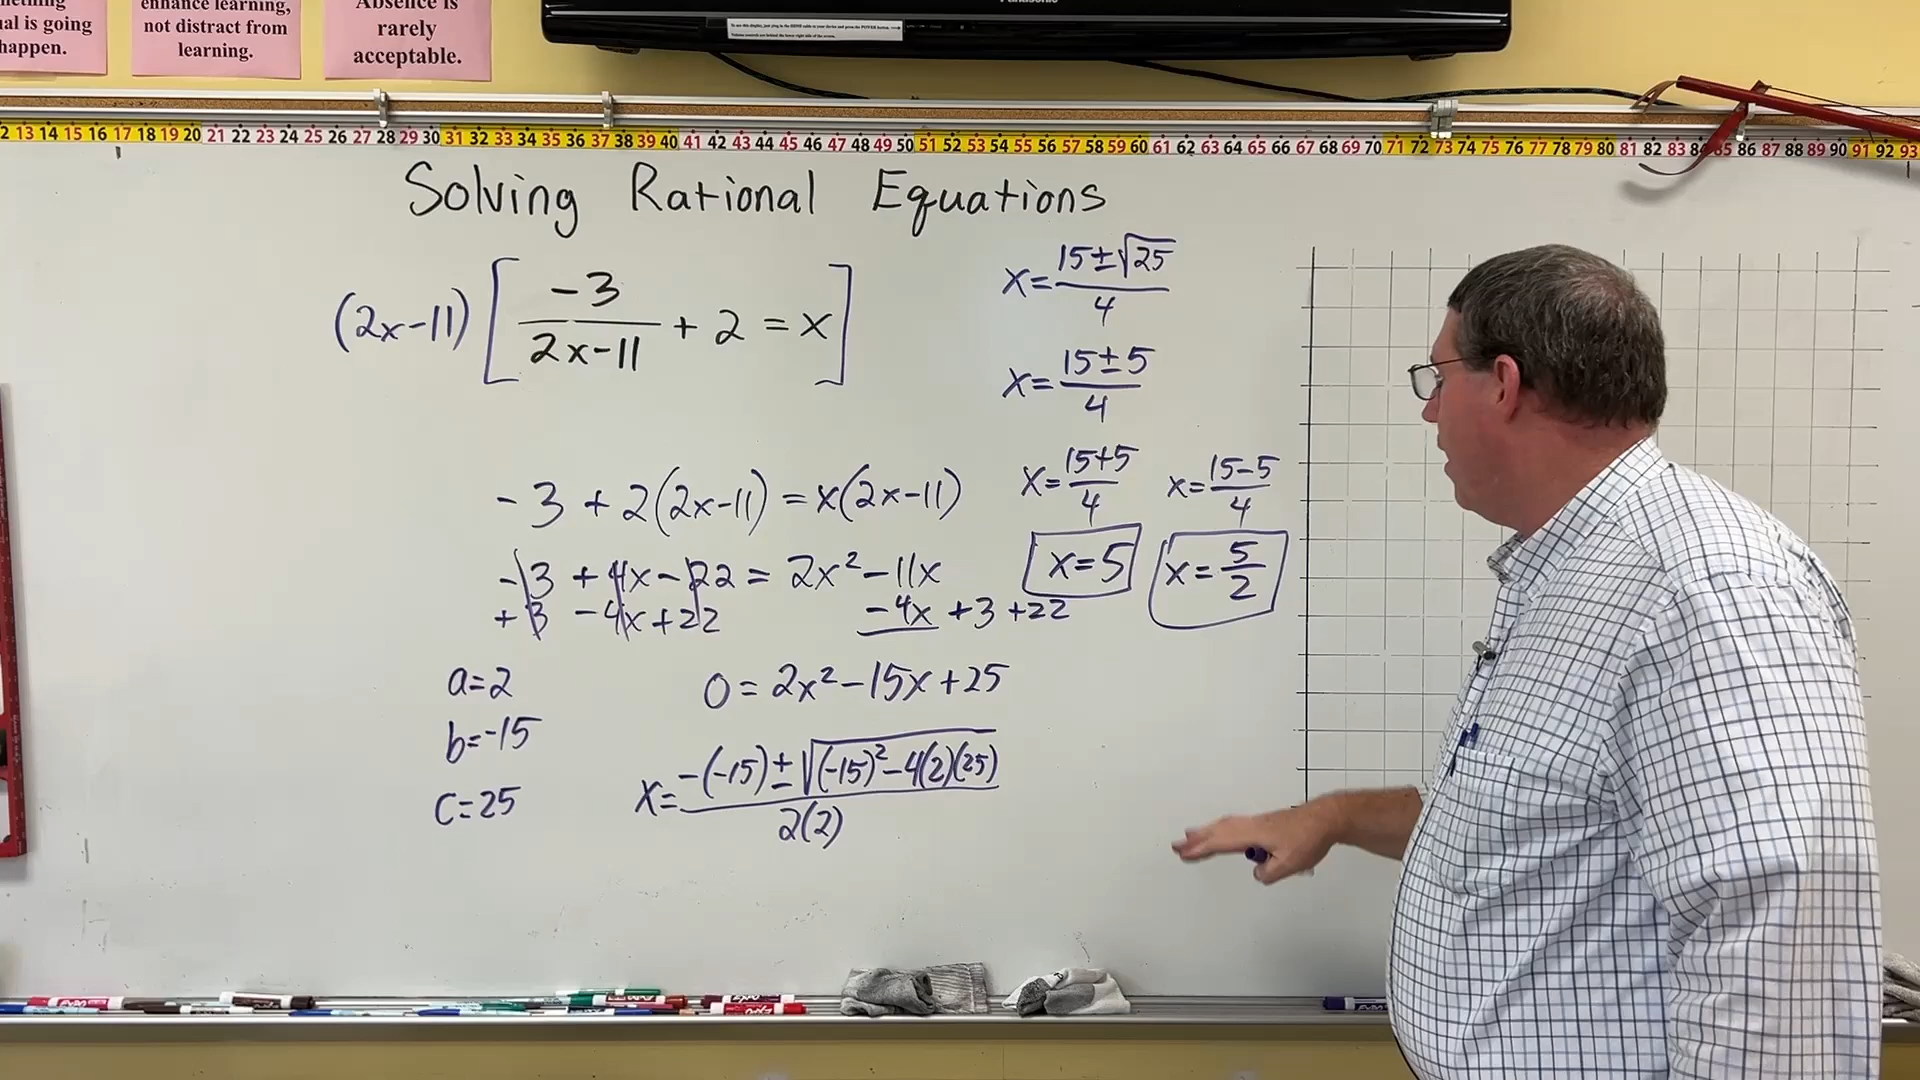 al is going
happen.
enhance learning,
not distract from
learning.
Absence is
rarely
acceptable.
Panasonic
2 13 14 15 16 17 18 19 20 21 22 23 24 25 26 27 28 29 30 31 32 33 34 35 36 37 38 39 40 41 42 43 44 45 46 47 48 49 50 51 52 53 54 55 56 57 58 59 60 61 62 63 64 65 66 67 68 69 70 71 72 73 74 75 76 77 78 79 80 81 82 83 84 85 86 87 88 89 90 91 92 93
Solving Rational Equations
(2x-11) [ -3/(2x-11) + 2 = x ]
-3 + 2(2x-11) = x(2x-11)
-3 + 4x - 22 = 2x² - 11x
+3 -4x + 22 -4x + 3 + 22
0 = 2x² - 15x + 25
a=2
b=-15
c=25
x = (-(-15) ± √((-15)² - 4(2)(25)))/(2(2))
x = (15 ± √25)/4
x = (15 ± 5)/4
x = (15+5)/4 x = (15-5)/4
x=5 x = 5/2
EXPO